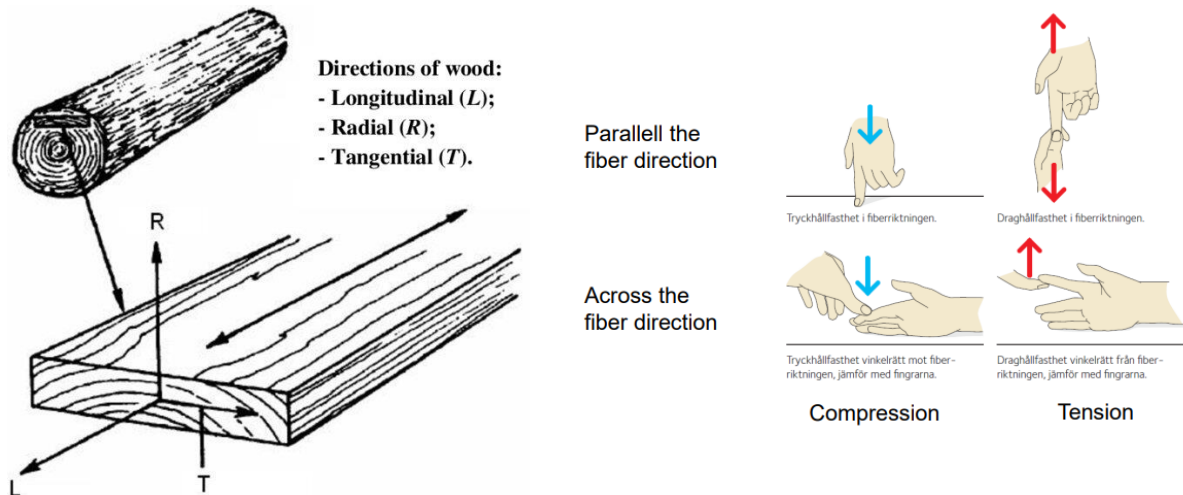 Directions of wood:
- Longitudinal (L);
- Radial (R);
- Tangential (T).
R
L
T
Parallell the
fiber direction
Tryckhållfasthet i fiberriktningen.
Draghållfasthet i fiberriktningen.
Across the
fiber direction
Tryckhållfasthet vinkelrätt mot fiber-
riktningen, jämför med fingrarna.
Draghållfasthet vinkelrätt från fiber-
riktningen, jämför med fingrarna.
Compression
Tension